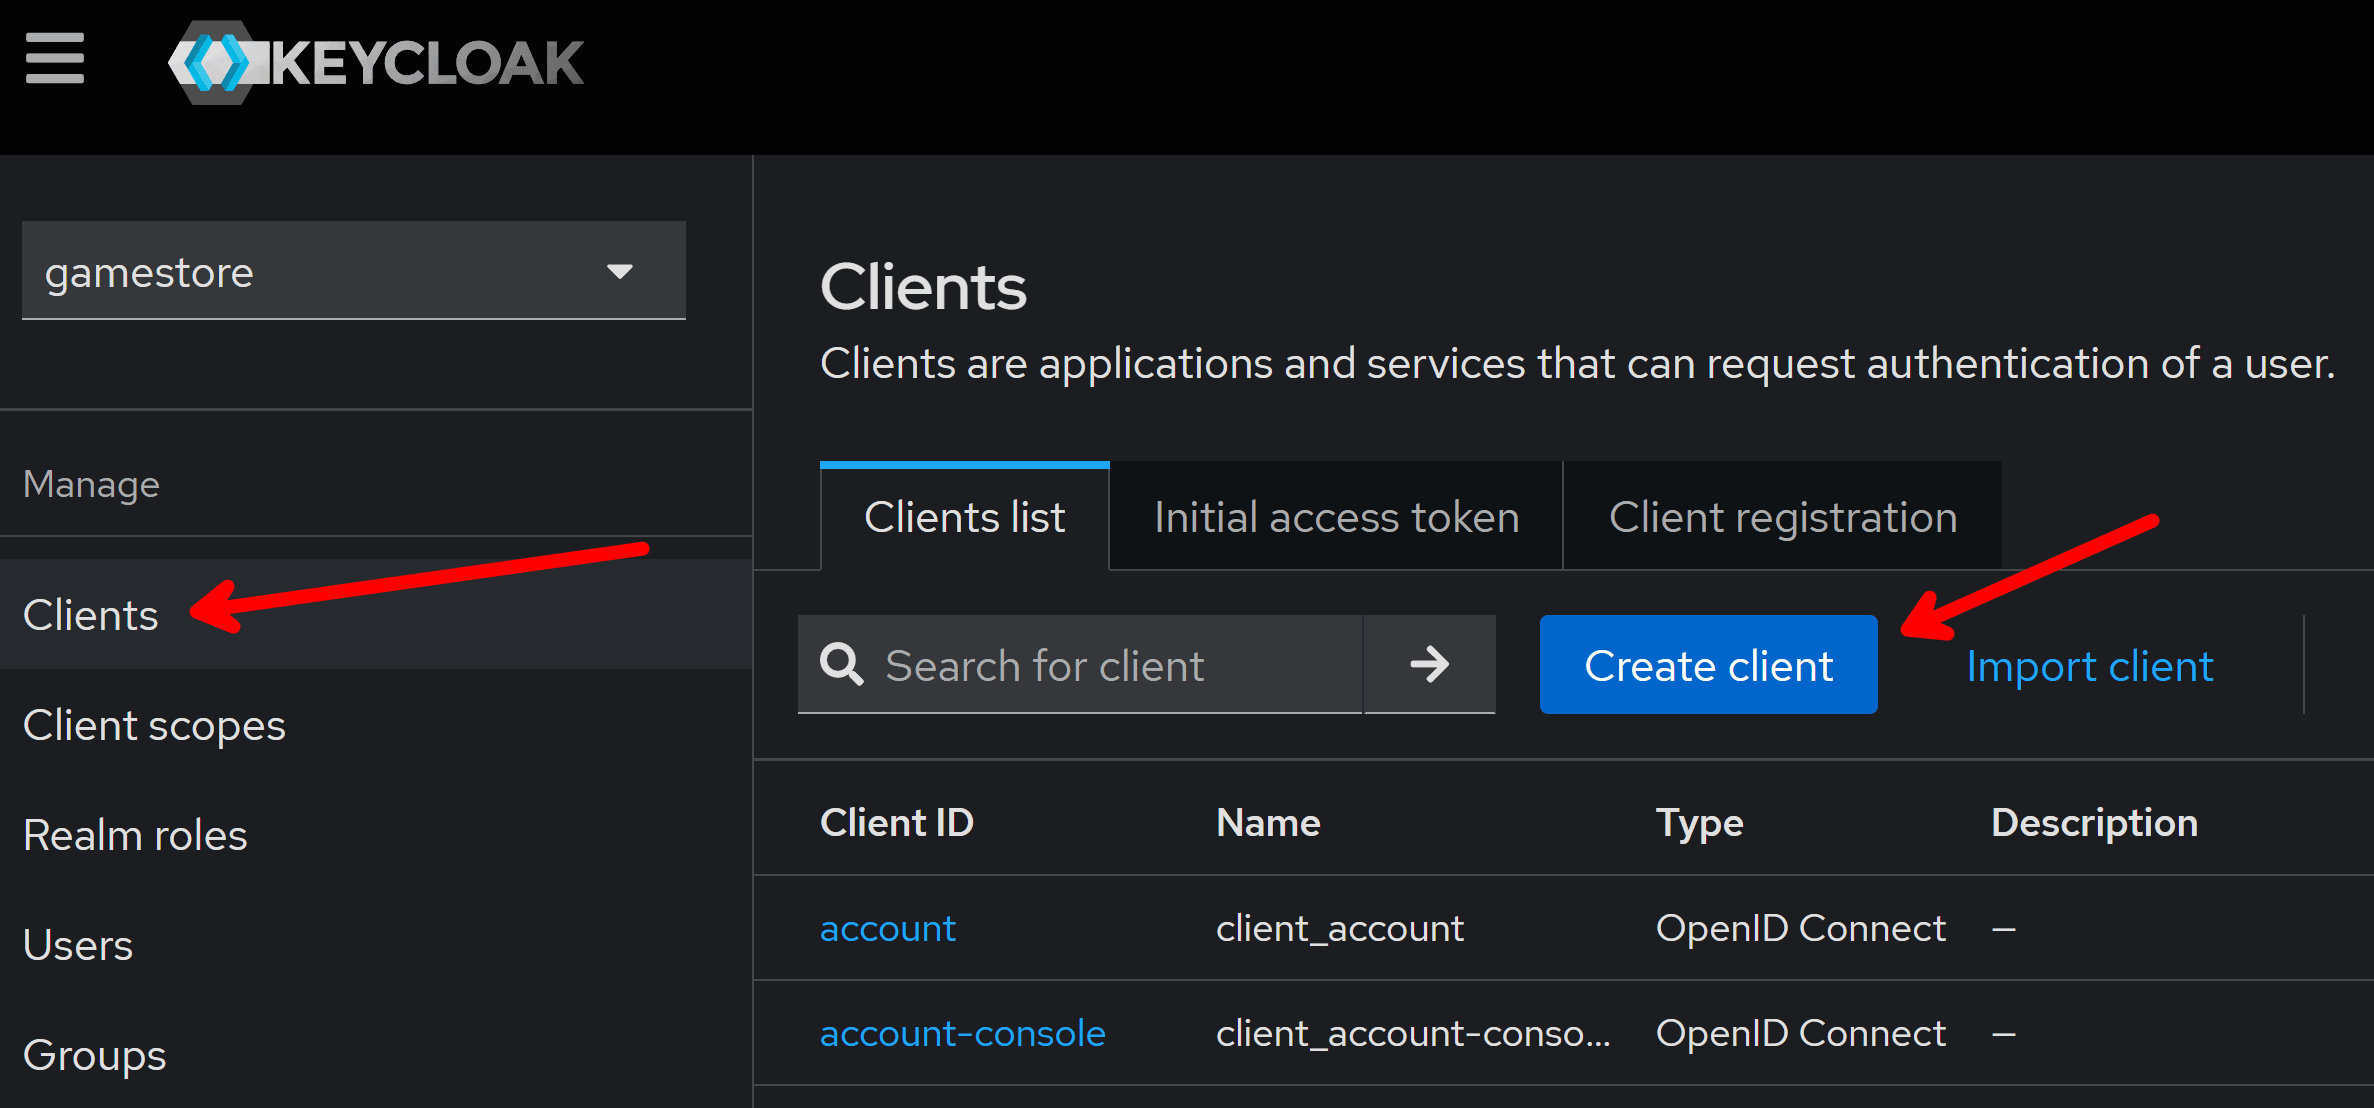 KEYCLOAK
gamestore
Manage
Clients
Client scopes
Realm roles
Users
Groups
Clients
Clients are applications and services that can request authentication of a user.
Clients list Initial access token Client registration
Search for client Create client Import client
Client ID Name Type Description
account client_account OpenID Connect –
account-console client_account-conso... OpenID Connect –